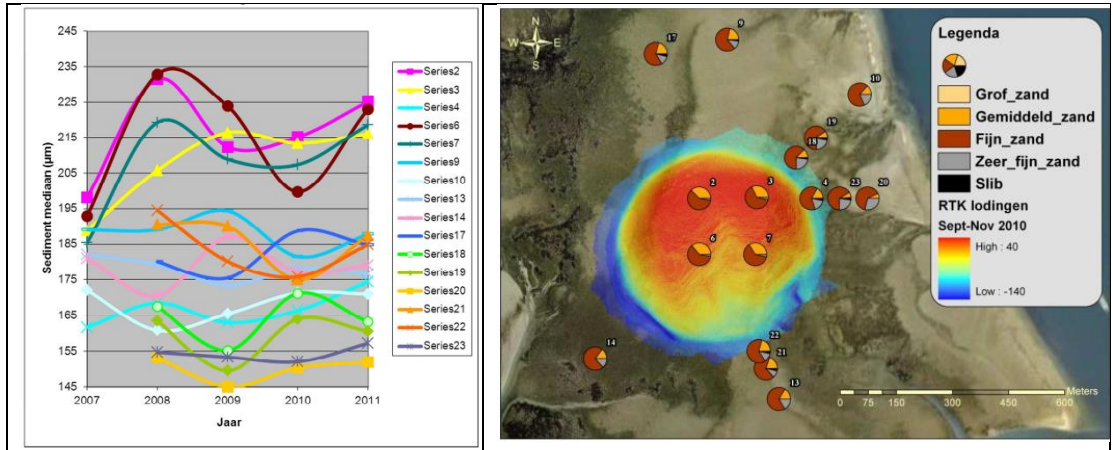 245
235
225
215
205
195
185
175
165
155
145
Sediment mediaan (µm)
2007
2008
2009
2010
2011
Jaar
Series2
Series3
Series4
Series6
Series7
Series9
Series10
Series13
Series14
Series17
Series18
Series19
Series20
Series21
Series22
Series23
N
W
E
S
9
17
10
19
18
2
3
4
23
20
6
7
22
21
14
13
Legenda
Grof_zand
Gemiddeld_zand
Fijn_zand
Zeer_fijn_zand
Slib
RTK lodingen
Sept-Nov 2010
High : 40
Low : -140
Meters
0 75 150 300 450 600